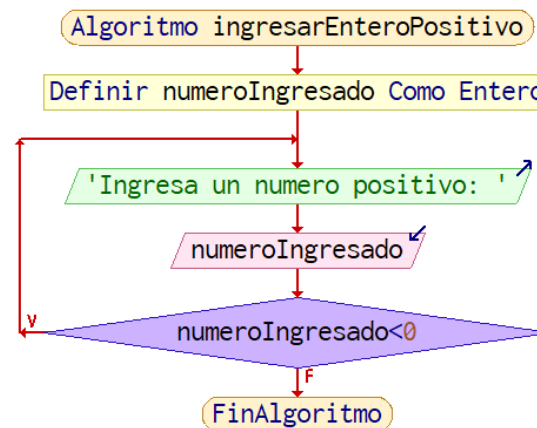 Algoritmo ingresarEnteroPositivo
Definir numeroIngresado Como Entero
'Ingresa un numero positivo: '
numeroIngresado
numeroIngresado<0
V
F
FinAlgoritmo